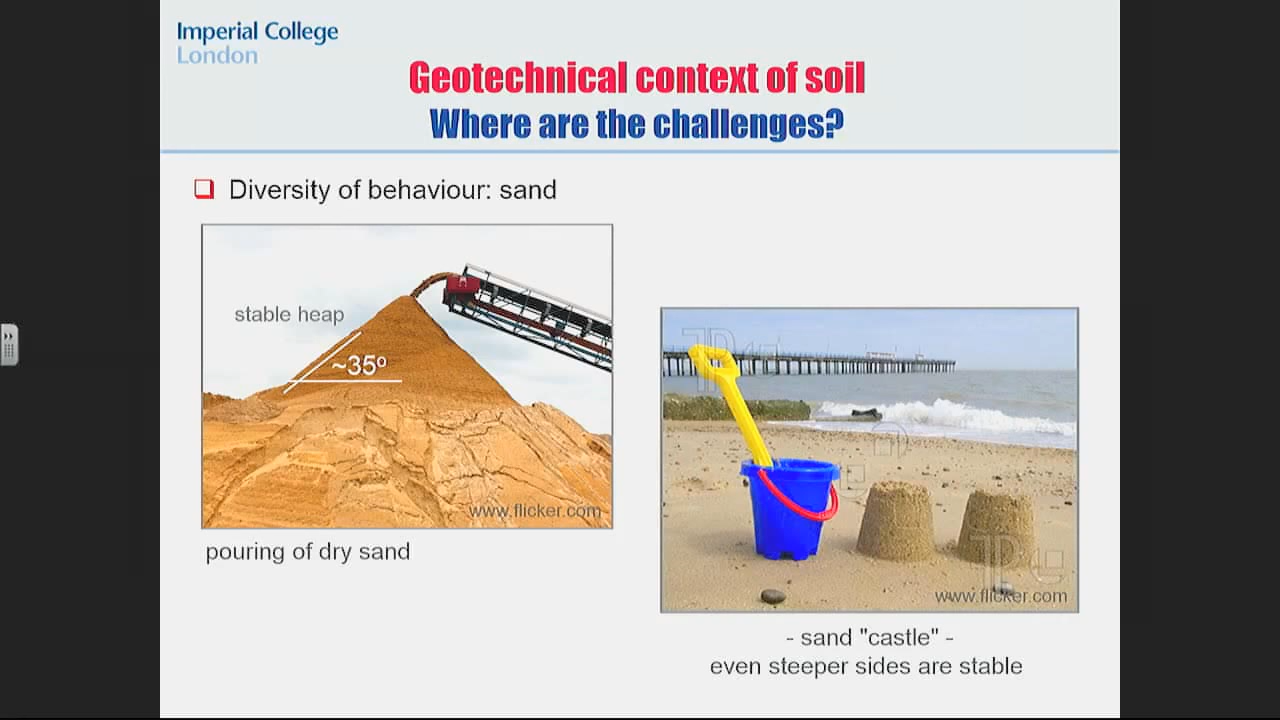 Imperial College
London
Geotechnical context of soil
Where are the challenges?
Diversity of behaviour: sand
stable heap
~35º
www.flicker.com
pouring of dry sand
www.flicker.com
- sand "castle" -
even steeper sides are stable